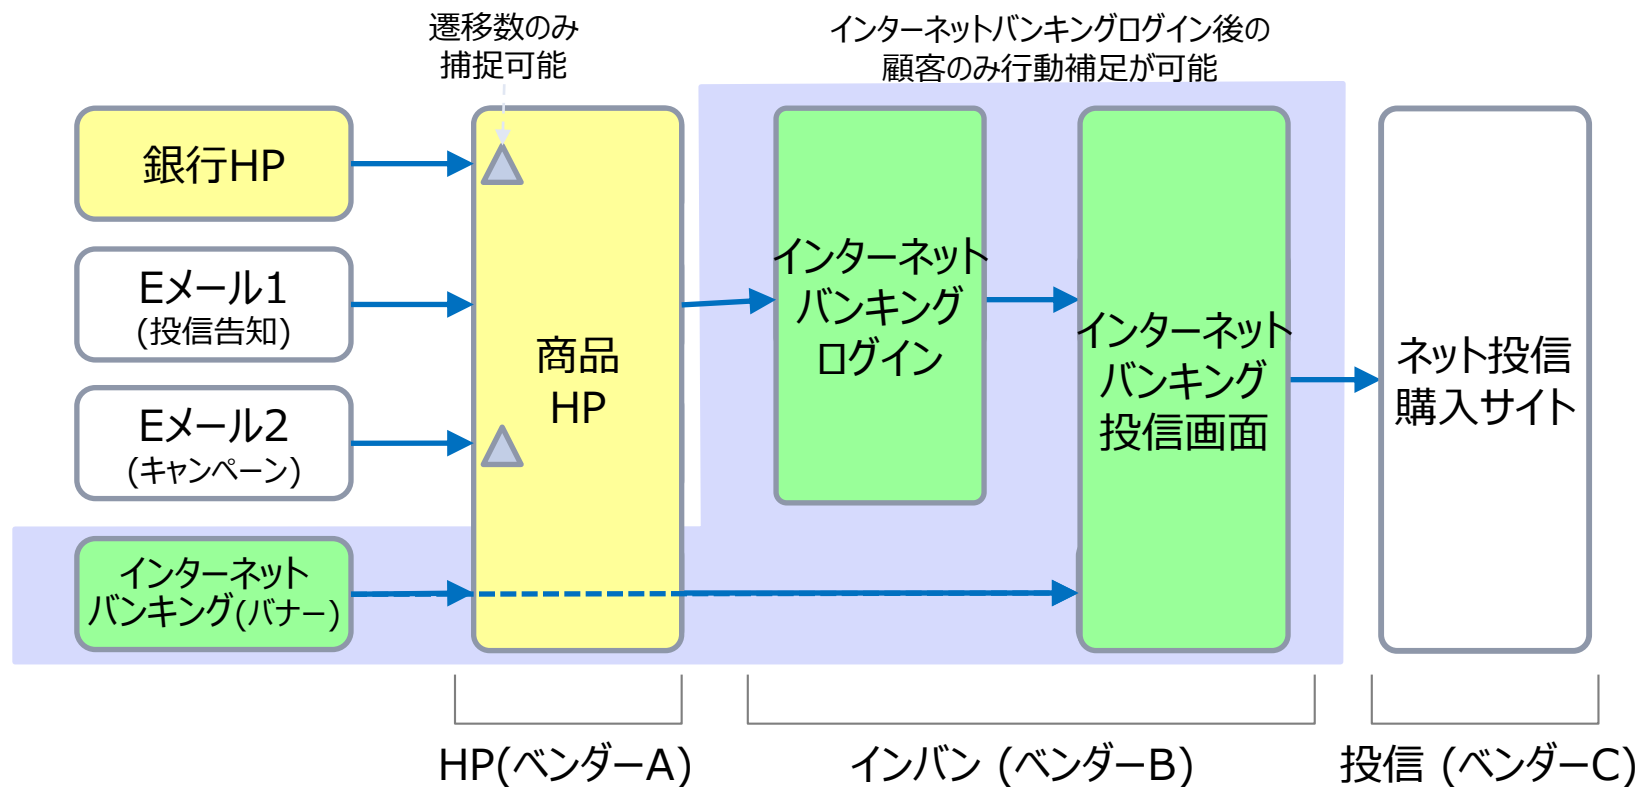 遷移数のみ
捕捉可能
インターネットバンキングログイン後の
顧客のみ行動補足が可能
銀行HP
Eメール1
(投信告知)
Eメール2
(キャンペーン)
インターネット
バンキング(バナー)
商品
HP
インターネット
バンキング
ログイン
インターネット
バンキング
投信画面
ネット投信
購入サイト
HP(ベンダーA)
インバン (ベンダーB)
投信 (ベンダーC)